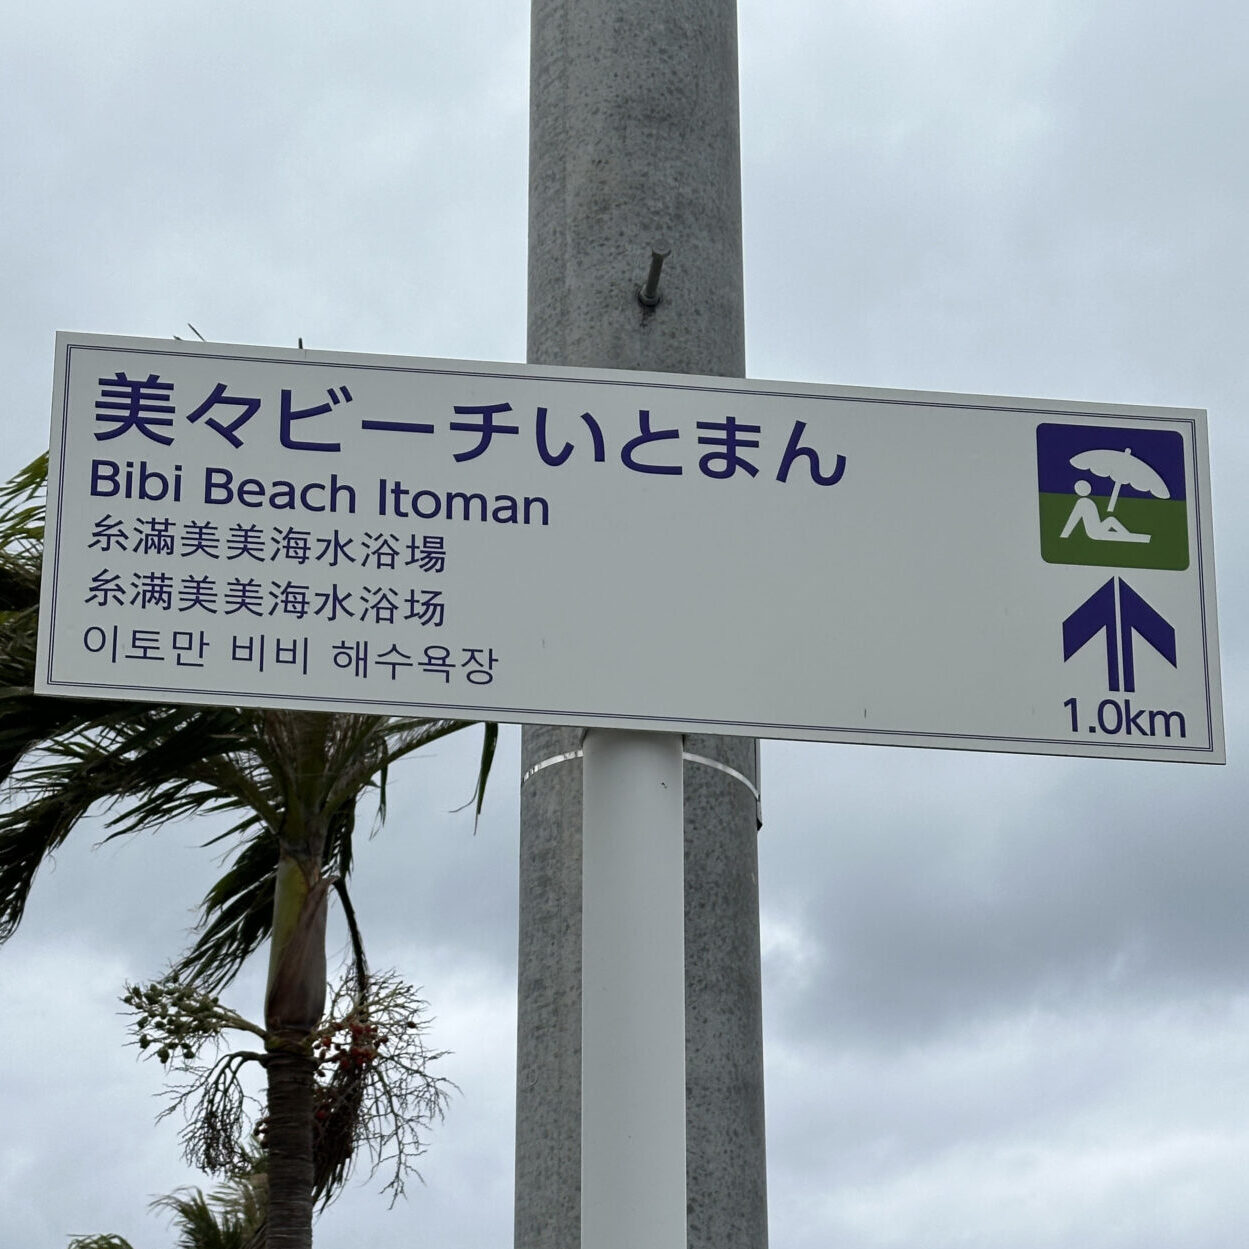 美々ビーチいとまん
Bibi Beach Itoman
糸滿美美海水浴場
糸满美美海水浴场
이토만 비비 해수욕장
1.0km